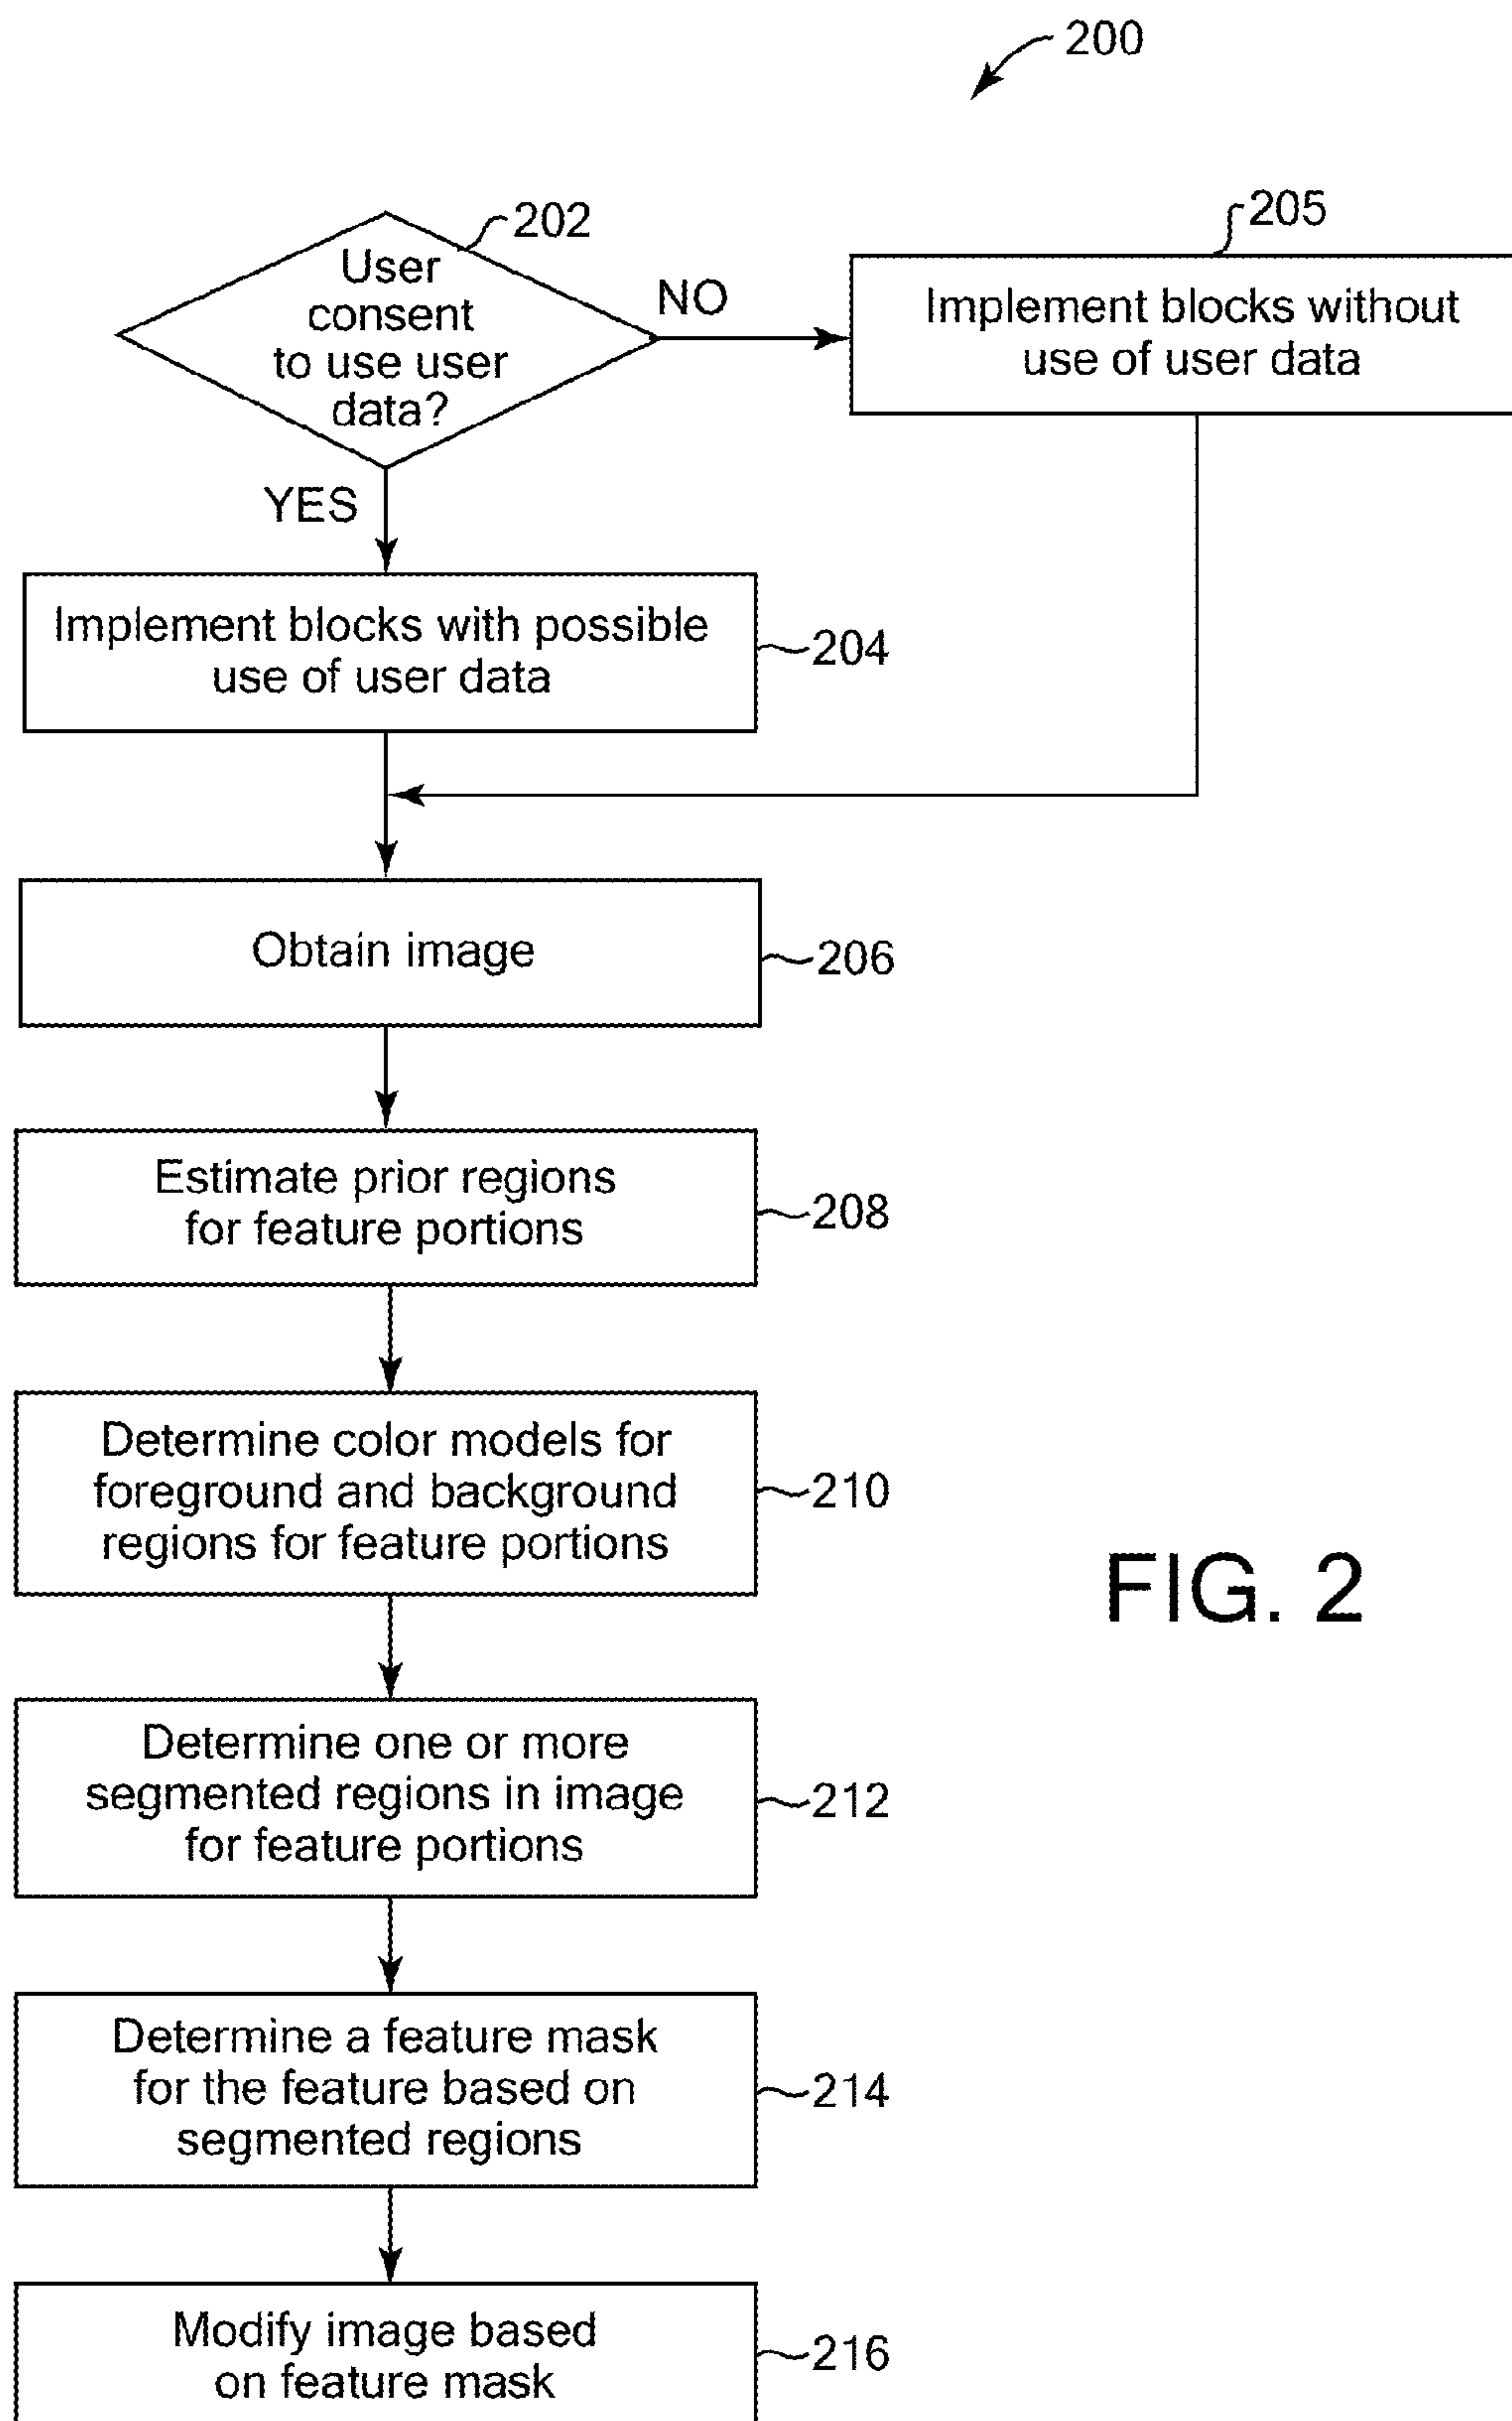 200
202
User
consent
to use user
data?
NO
205
Implement blocks without
use of user data
YES
Implement blocks with possible
use of user data
204
Obtain image
206
Estimate prior regions
for feature portions
208
Determine color models for
foreground and background
regions for feature portions
210
FIG. 2
Determine one or more
segmented regions in image
for feature portions
212
Determine a feature mask
for the feature based on
segmented regions
214
Modify image based
on feature mask
216